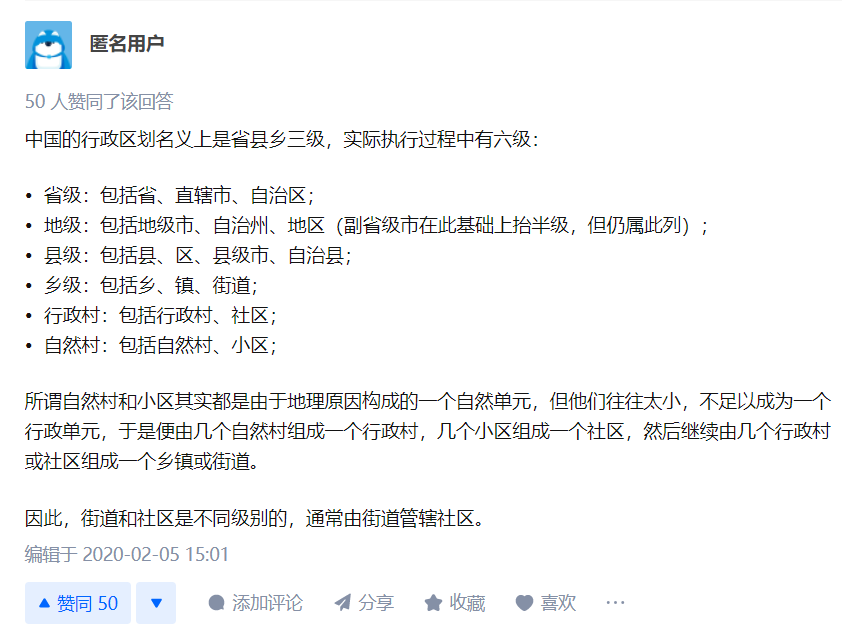 匿名用户
50 人赞同了该回答
中国的行政区划名义上是省县乡三级，实际执行过程中有六级：
• 省级：包括省、直辖市、自治区；
• 地级：包括地级市、自治州、地区（副省级市在此基础上抬半级，但仍属此列）；
• 县级：包括县、区、县级市、自治县；
• 乡级：包括乡、镇、街道；
• 行政村：包括行政村、社区；
• 自然村：包括自然村、小区；
所谓自然村和小区其实都是由于地理原因构成的一个自然单元，但他们往往太小，不足以成为一个
行政单元，于是便由几个自然村组成一个行政村，几个小区组成一个社区，然后继续由几个行政村
或社区组成一个乡镇或街道。
因此，街道和社区是不同级别的，通常由街道管辖社区。
编辑于 2020-02-05 15:01
赞同 50 添加评论 分享 收藏 喜欢 ···